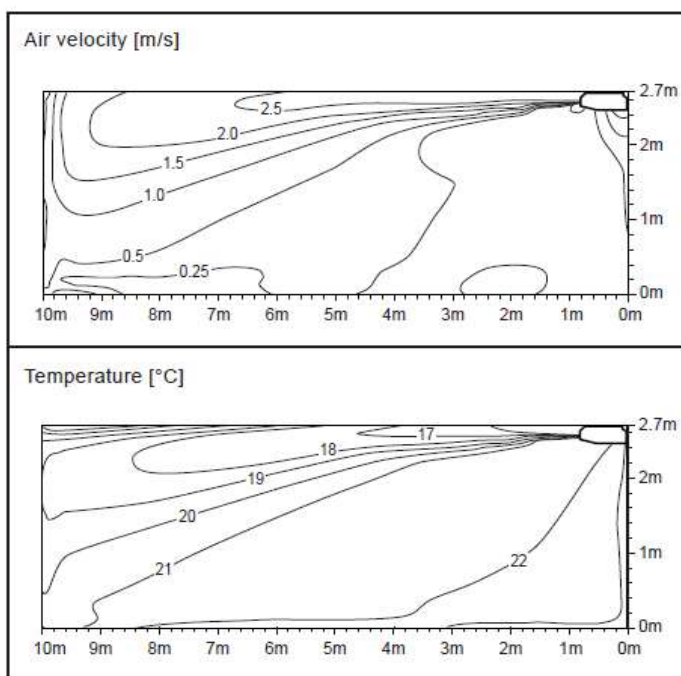 Air velocity [m/s]
2.7m
2.5
2.0
2m
1.5
1.0
1m
0.5
0.25
0m
10m 9m 8m 7m 6m 5m 4m 3m 2m 1m 0m
Temperature [°C]
2.7m
17
18
2m
19
20
1m
21
22
0m
10m 9m 8m 7m 6m 5m 4m 3m 2m 1m 0m